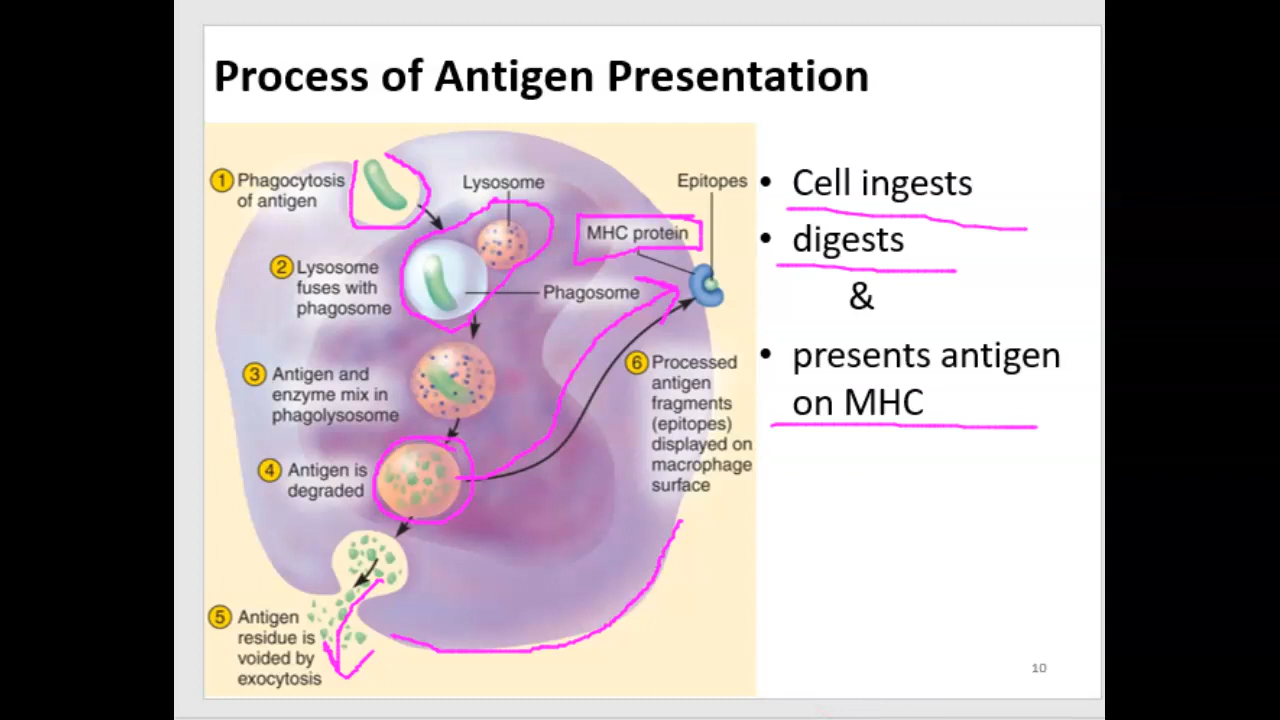 Process of Antigen Presentation
1 Phagocytosis
of antigen
Lysosome
Epitopes
MHC protein
2 Lysosome
fuses with
phagosome
Phagosome
3 Antigen and
enzyme mix in
phagolysosome
6 Processed
antigen
fragments
(epitopes)
displayed on
macrophage
surface
4 Antigen is
degraded
5 Antigen
residue is
voided by
exocytosis
• Cell ingests
• digests
&
• presents antigen
on MHC
10